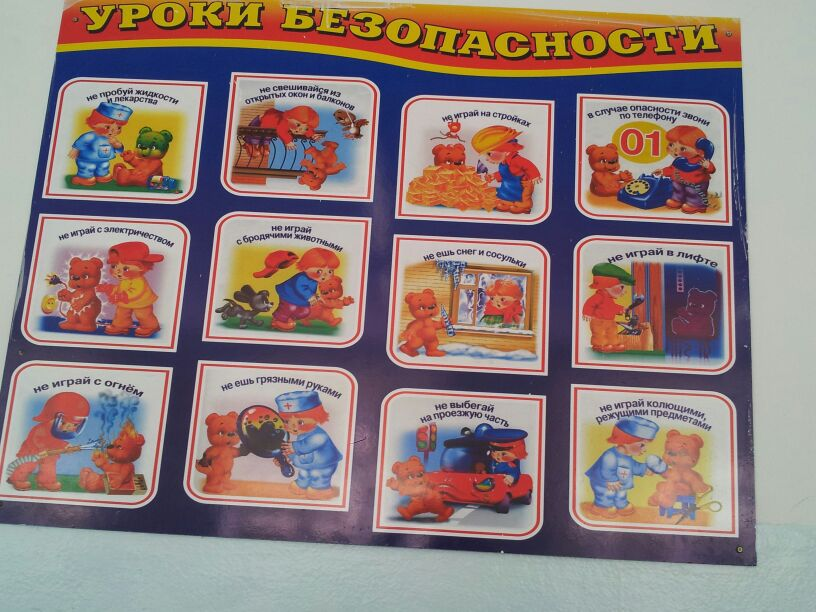 УРОКИ БЕЗОПАСНОСТИ
не пробуй жидкости
и лекарства
не свешивайся из
открытых окон и балконов
не играй на стройках
в случае опасности звони
по телефону
01
не играй с электричеством
не играй
с бродячими животными
не ешь снег и сосульки
не играй в лифте
не играй с огнём
не ешь грязными руками
не выбегай
на проезжую часть
не играй колющими,
режущими предметами